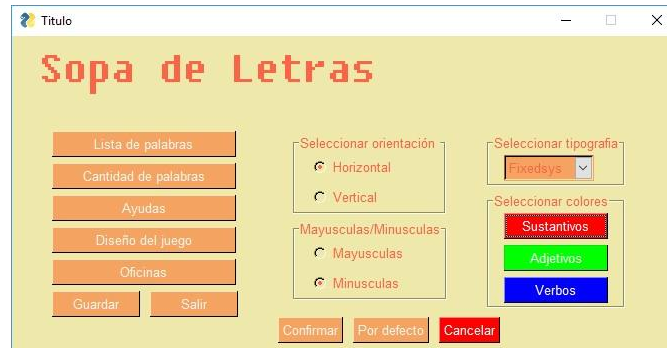 Titulo
Sopa de Letras
Lista de palabras
Cantidad de palabras
Ayudas
Diseño del juego
Oficinas
Guardar Salir
Seleccionar orientación
Horizontal
Vertical
Mayusculas/Minusculas
Mayusculas
Minusculas
Seleccionar tipografia
Fixedsys
Seleccionar colores
Sustantivos
Adjetivos
Verbos
Confirmar Por defecto Cancelar